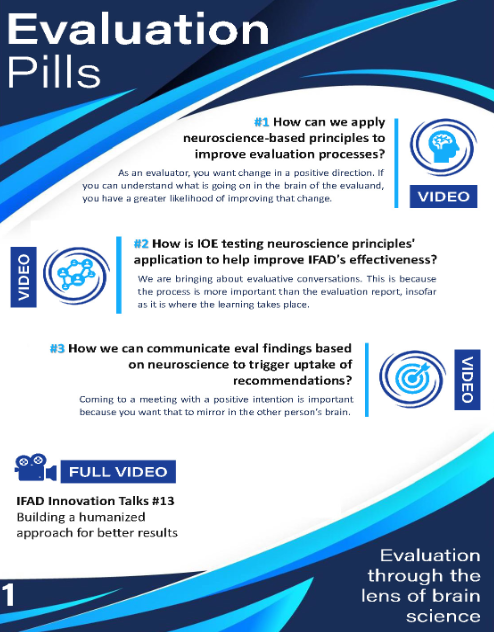 Evaluation
Pills
#1 How can we apply
neuroscience-based principles to
improve evaluation processes?
As an evaluator, you want change in a positive direction. If
you can understand what is going on in the brain of the evaluand,
you have a greater likelihood of improving that change.
VIDEO
VIDEO
#2 How is IOE testing neuroscience principles'
application to help improve IFAD's effectiveness?
We are bringing about evaluative conversations. This is because
the process is more important than the evaluation report, insofar
as it is where the learning takes place.
#3 How we can communicate eval findings based
on neuroscience to trigger uptake of
recommendations?
Coming to a meeting with a positive intention is important
because you want that to mirror in the other person's brain.
VIDEO
FULL VIDEO
IFAD Innovation Talks #13
Building a humanized
approach for better results
1
Evaluation
through the
lens of brain
science